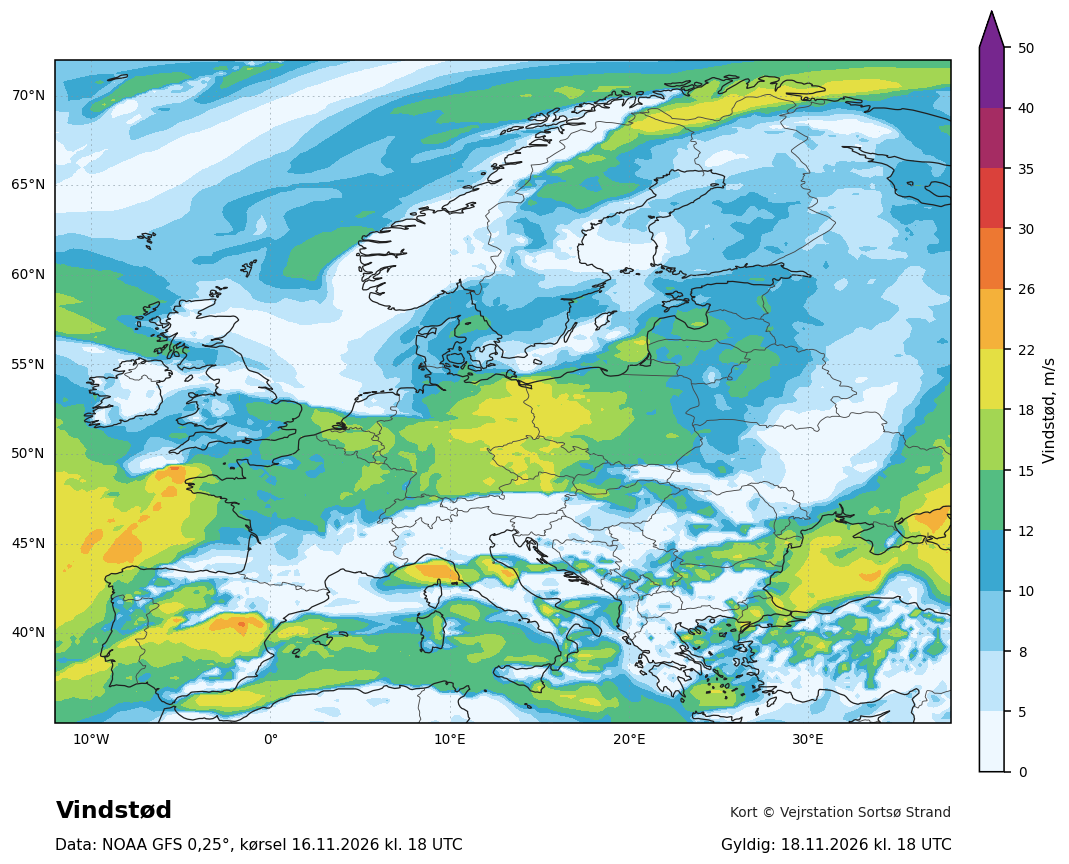 50
40
35
30
26
22
18
15
12
10
8
5
0
Vindstød, m/s
70°N
65°N
60°N
55°N
50°N
45°N
40°N
10°W
0°
10°E
20°E
30°E
Vindstød
Kort © Vejrstation Sortsø Strand
Data: NOAA GFS 0,25°, kørsel 16.11.2026 kl. 18 UTC
Gyldig: 18.11.2026 kl. 18 UTC